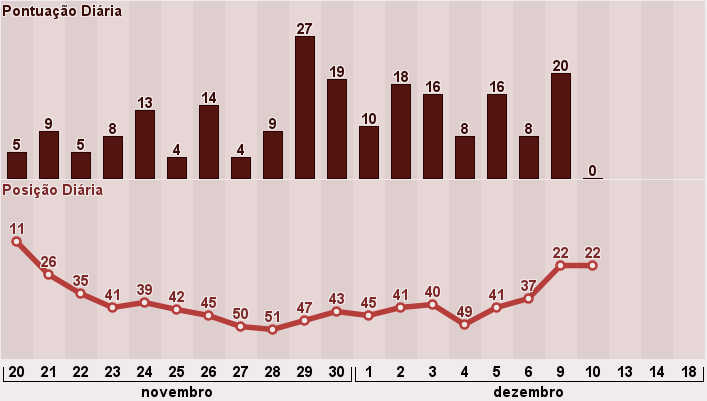 Pontuação Diária
5 9 5 8 13 4 14 4 9 27 19 10 18 16 8 16 8 20 0
Posição Diária
11 26 35 41 39 42 45 50 51 47 43 45 41 40 49 41 37 22 22
20 21 22 23 24 25 26 27 28 29 30 1 2 3 4 5 6 9 10 13 14 18
novembro dezembro